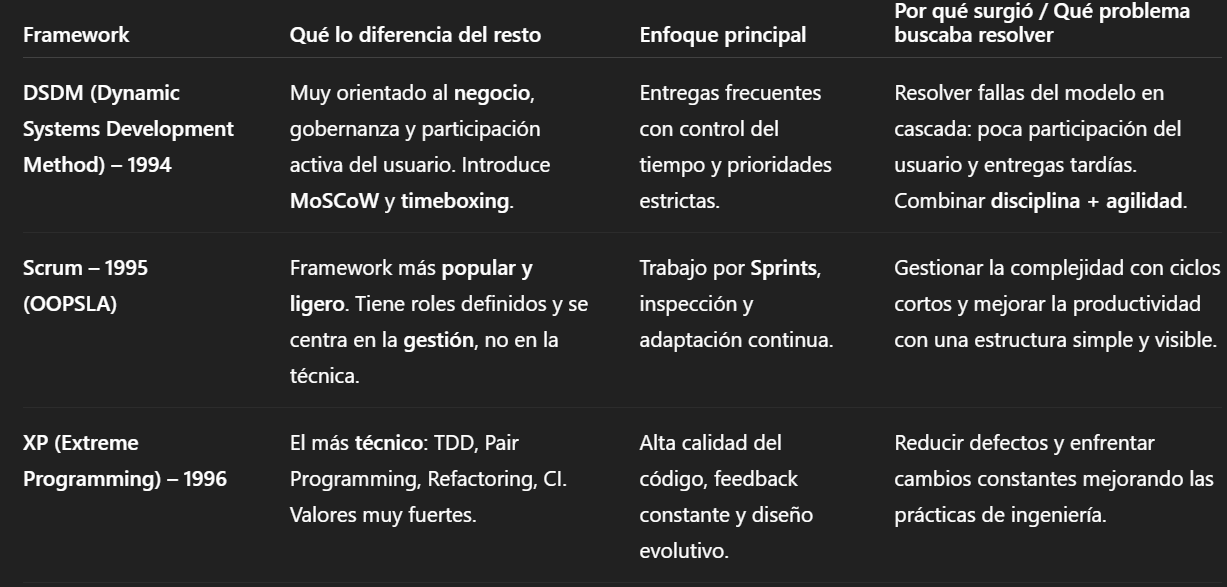 Framework
Qué lo diferencia del resto
Enfoque principal
Por qué surgió / Qué problema
buscaba resolver
DSDM (Dynamic
Systems Development
Method) – 1994
Muy orientado al negocio,
gobernanza y participación
activa del usuario. Introduce
MoSCoW y timeboxing.
Entregas frecuentes
con control del
tiempo y prioridades
estrictas.
Resolver fallas del modelo en
cascada: poca participación del
usuario y entregas tardías.
Combinar disciplina + agilidad.
Scrum – 1995
(OOPSLA)
Framework más popular y
ligero. Tiene roles definidos y se
centra en la gestión, no en la
técnica.
Trabajo por Sprints,
inspección y
adaptación continua.
Gestionar la complejidad con ciclos
cortos y mejorar la productividad
con una estructura simple y visible.
XP (Extreme
Programming) – 1996
El más técnico: TDD, Pair
Programming, Refactoring, CI.
Valores muy fuertes.
Alta calidad del
código, feedback
constante y diseño
evolutivo.
Reducir defectos y enfrentar
cambios constantes mejorando las
prácticas de ingeniería.